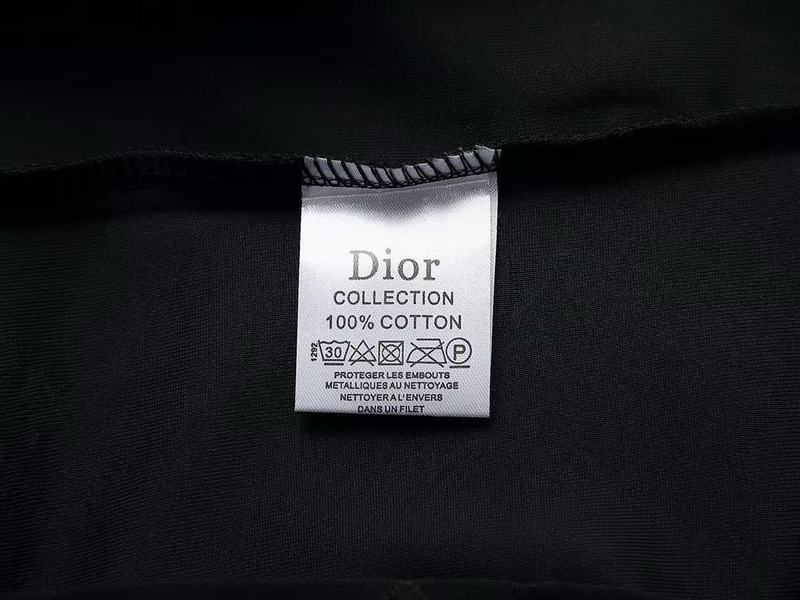 Dior
COLLECTION
100% COTTON
1292 30 P
PROTEGER LES EMBOUTS
METALLIQUES AU NETTOYAGE
NETTOYER A L'ENVERS
DANS UN FILET